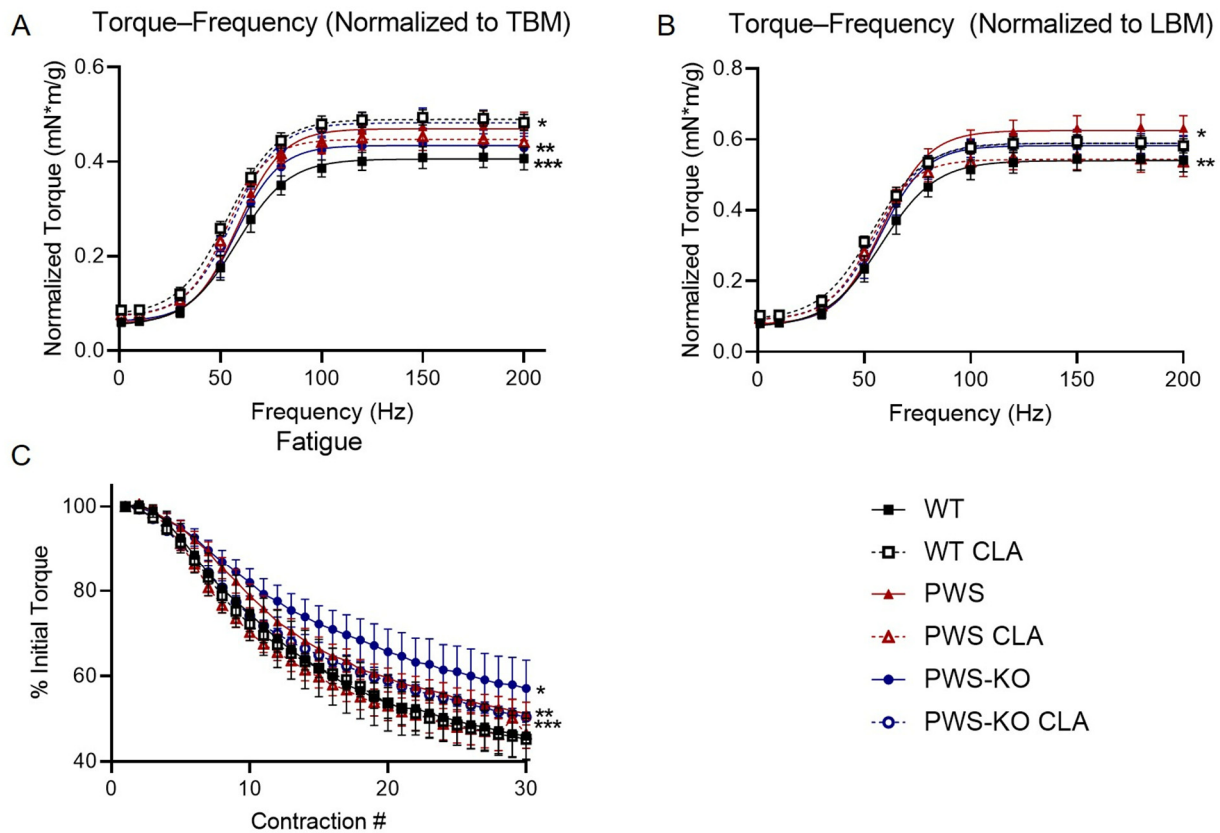 A
Torque–Frequency (Normalized to TBM)
Normalized Torque (mN*m/g)
0.6
0.4
0.2
0.0
*
**
***
0 50 100 150 200
Frequency (Hz)
B
Torque–Frequency (Normalized to LBM)
Normalized Torque (mN*m/g)
0.8
0.6
0.4
0.2
0.0
*
**
0 50 100 150 200
Frequency (Hz)
C
Fatigue
% Initial Torque
100
80
60
40
*
**
***
0 10 20 30
Contraction #
WT
WT CLA
PWS
PWS CLA
PWS-KO
PWS-KO CLA